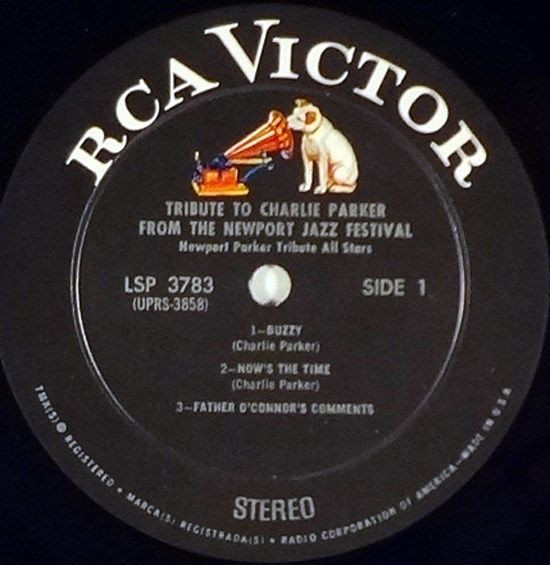 RCA VICTOR
TRIBUTE TO CHARLIE PARKER
FROM THE NEWPORT JAZZ FESTIVAL
Newport Parker Tribute All Stars
LSP 3783
(UPRS-3858)
SIDE 1
1—BUZZY
(Charlie Parker)
2—NOW'S THE TIME
(Charlie Parker)
3—FATHER O'CONNOR'S COMMENTS
STEREO
TMK(S) ® REGISTERED • MARCA(S) REGISTRADA(S) • RADIO CORPORATION OF AMERICA—MADE IN U.S.A.